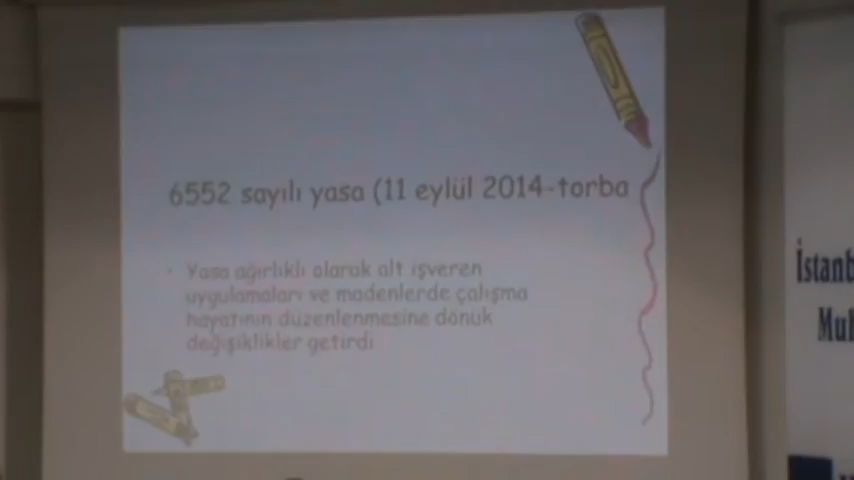 6552 sayılı yasa (11 eylül 2014-torba
• Yasa ağırlıklı olarak alt işveren
uygulamaları ve madenlerde çalışma
hayatının düzenlenmesine dönük
değişiklikler getirdi
İstanb
Muh